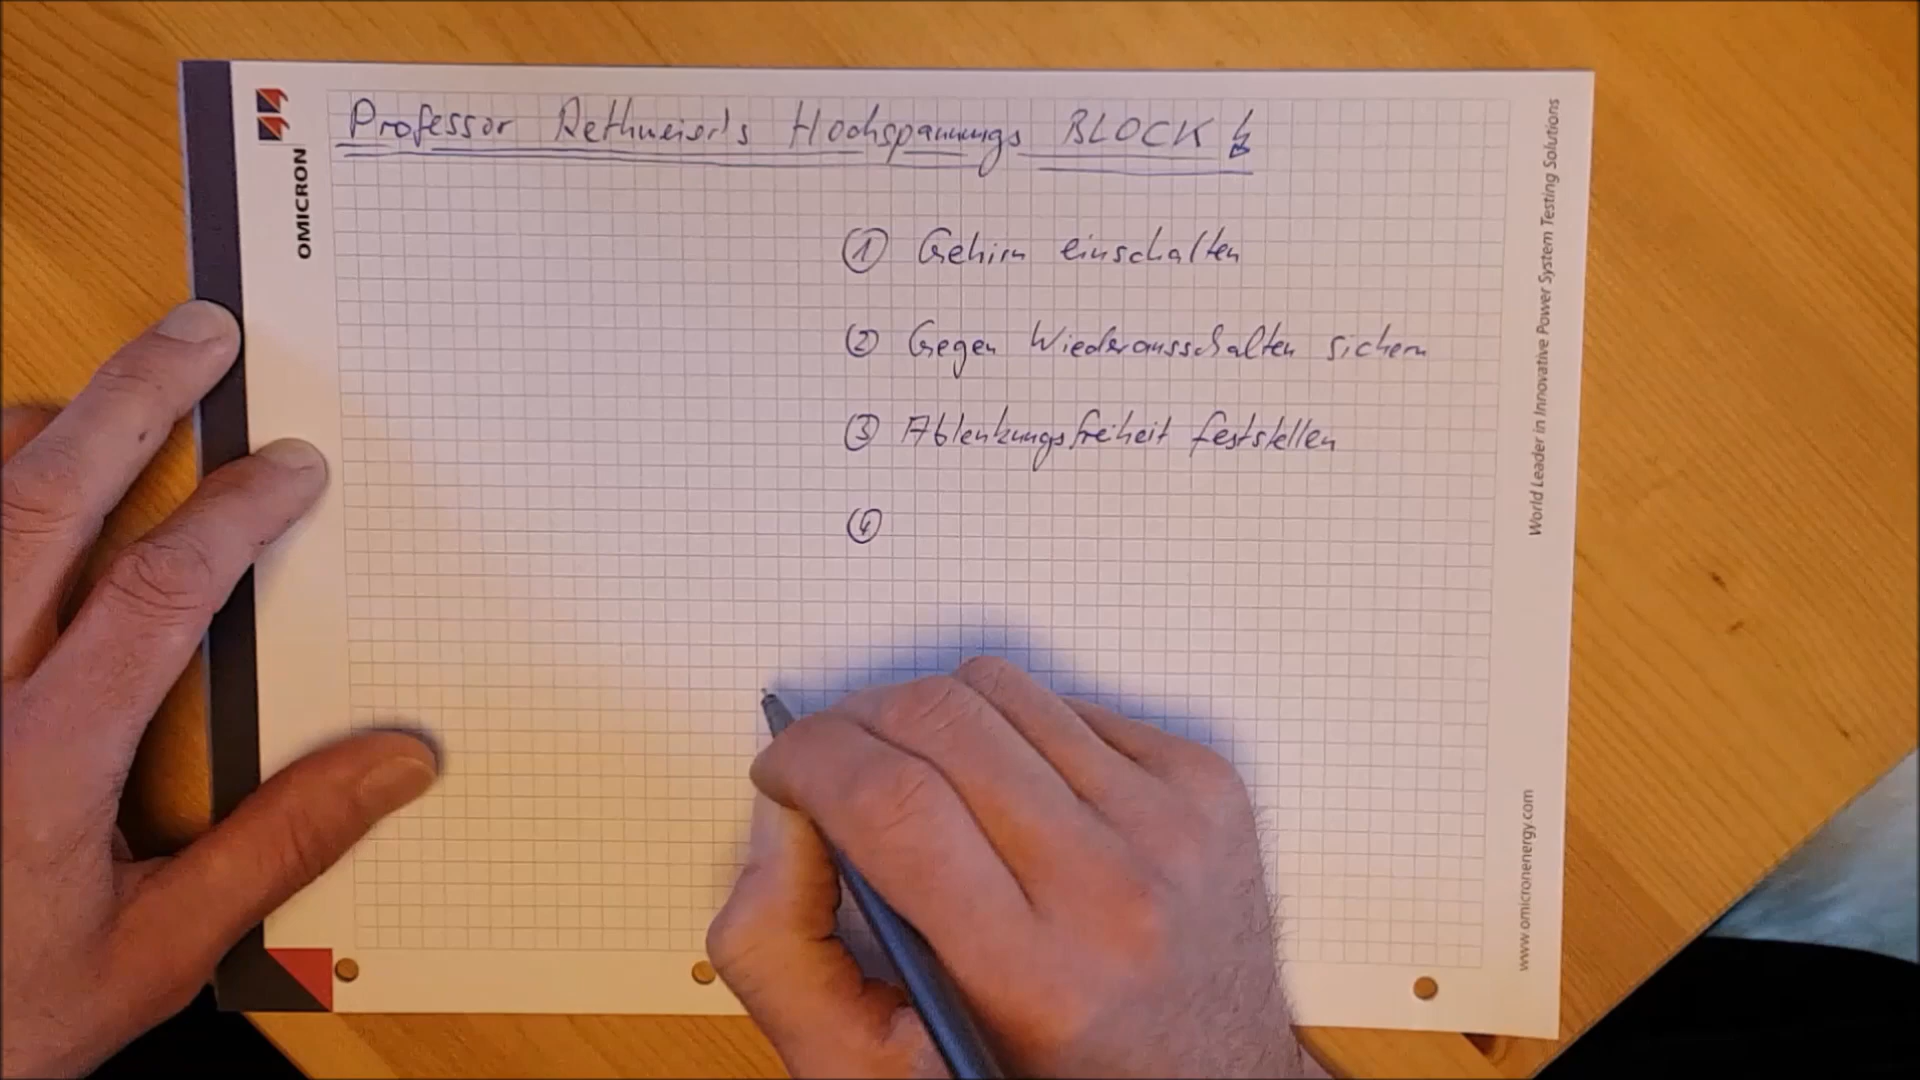 Professor Rethmeier's Hochspannungs BLOCK
OMICRON
① Gehirn einschalten
② Gegen Wiederausschalten sichern
③ Ablenkungsfreiheit feststellen
④
World Leader in Innovative Power System Testing Solutions
www.omicronenergy.com